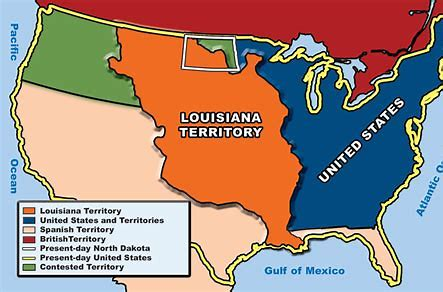 Pacific
Ocean
LOUISIANA
TERRITORY
UNITED STATES
Atlantic O
Gulf of Mexico
Louisiana Territory
United States and Territories
Spanish Territory
BritishTerritory
Present-day North Dakota
Present-day United States
Contested Territory